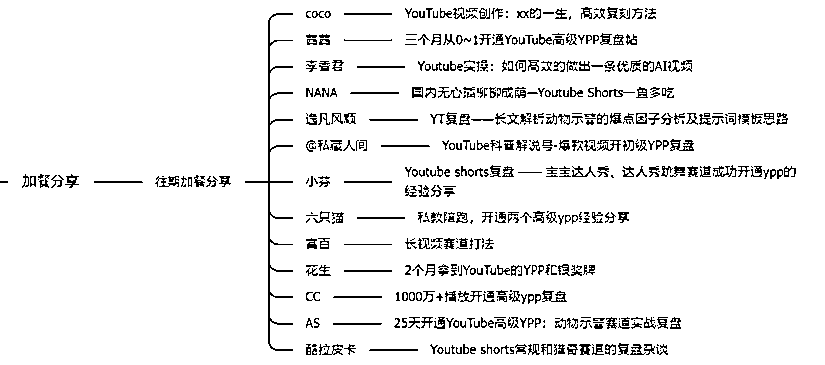 加餐分享
往期加餐分享
coco YouTube视频创作：xx的一生，高效复刻方法
茜茜 三个月从0~1开通YouTube高级YPP复盘帖
李香君 Youtube实操：如何高效的做出一条优质的AI视频
NANA 国内无心插柳柳成荫—Youtube Shorts一鱼多吃
逸凡风顺 YT复盘——长文解析动物示警的爆点因子分析及提示词模板思路
@私藏人间 YouTube科普解说号-爆款视频开初级YPP复盘
小芬 Youtube shorts复盘 —— 主主达人秀、达人秀跳舞赛道成功开通ypp的
经验分享
六只猫 私教陪跑，开通两个高级ypp经验分享
富百 长视频赛道打法
花生 2个月拿到YouTube的YPP和银奖牌
CC 1000万+播放开通高级ypp复盘
AS 25天开通YouTube高级YPP：动物示警赛道实战复盘
酷拉皮卡 Youtube shorts常规和猎奇赛道的复盘杂谈